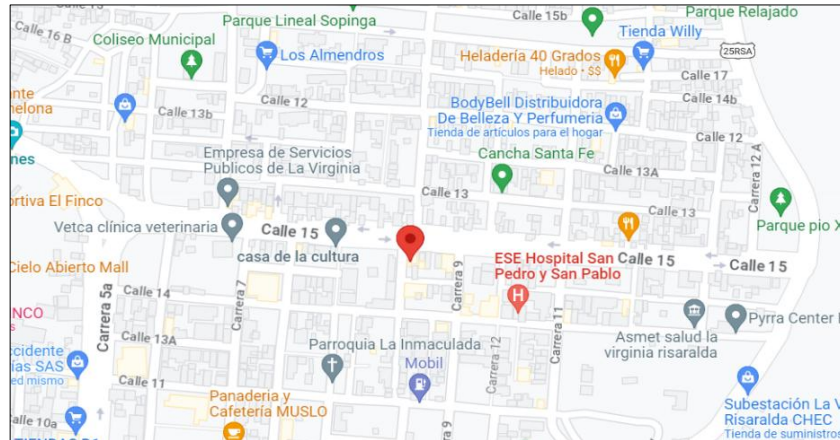 Calle 15b
Parque Relajado
Parque Lineal Sopinga
Calle 16 B
Coliseo Municipal
Tienda Willy
25RSA
Los Almendros
Heladería 40 Grados
Helado • $$
Calle 17
Calle 14b
BodyBell Distribuidora
De Belleza Y Perfumeria
Tienda de artículos para el hogar
Calle 12
Calle 13b
Calle 12
Empresa de Servicios
Publicos de La Virginia
Cancha Santa Fe
Calle 13A
Carrera 12 A
Calle 13
Calle 13
Parque pio X
Vetca clínica veterinaria
Calle 15
casa de la cultura
ESE Hospital San
Pedro y San Pablo
Calle 15
Calle 15
Cielo Abierto Mall
Carrera 7
Carrera 9
Calle 14
Carrera 5a
Carrera 11
Asmet salud la
virginia risaralda
Pyrra Center
Calle 13A
Parroquia La Inmaculada
Carrera 12
Mobil
Calle 11
Panaderia y
Cafetería MUSLO
Subestación La V
Risaralda CHEC
Tienda de suministros
Calle 10a